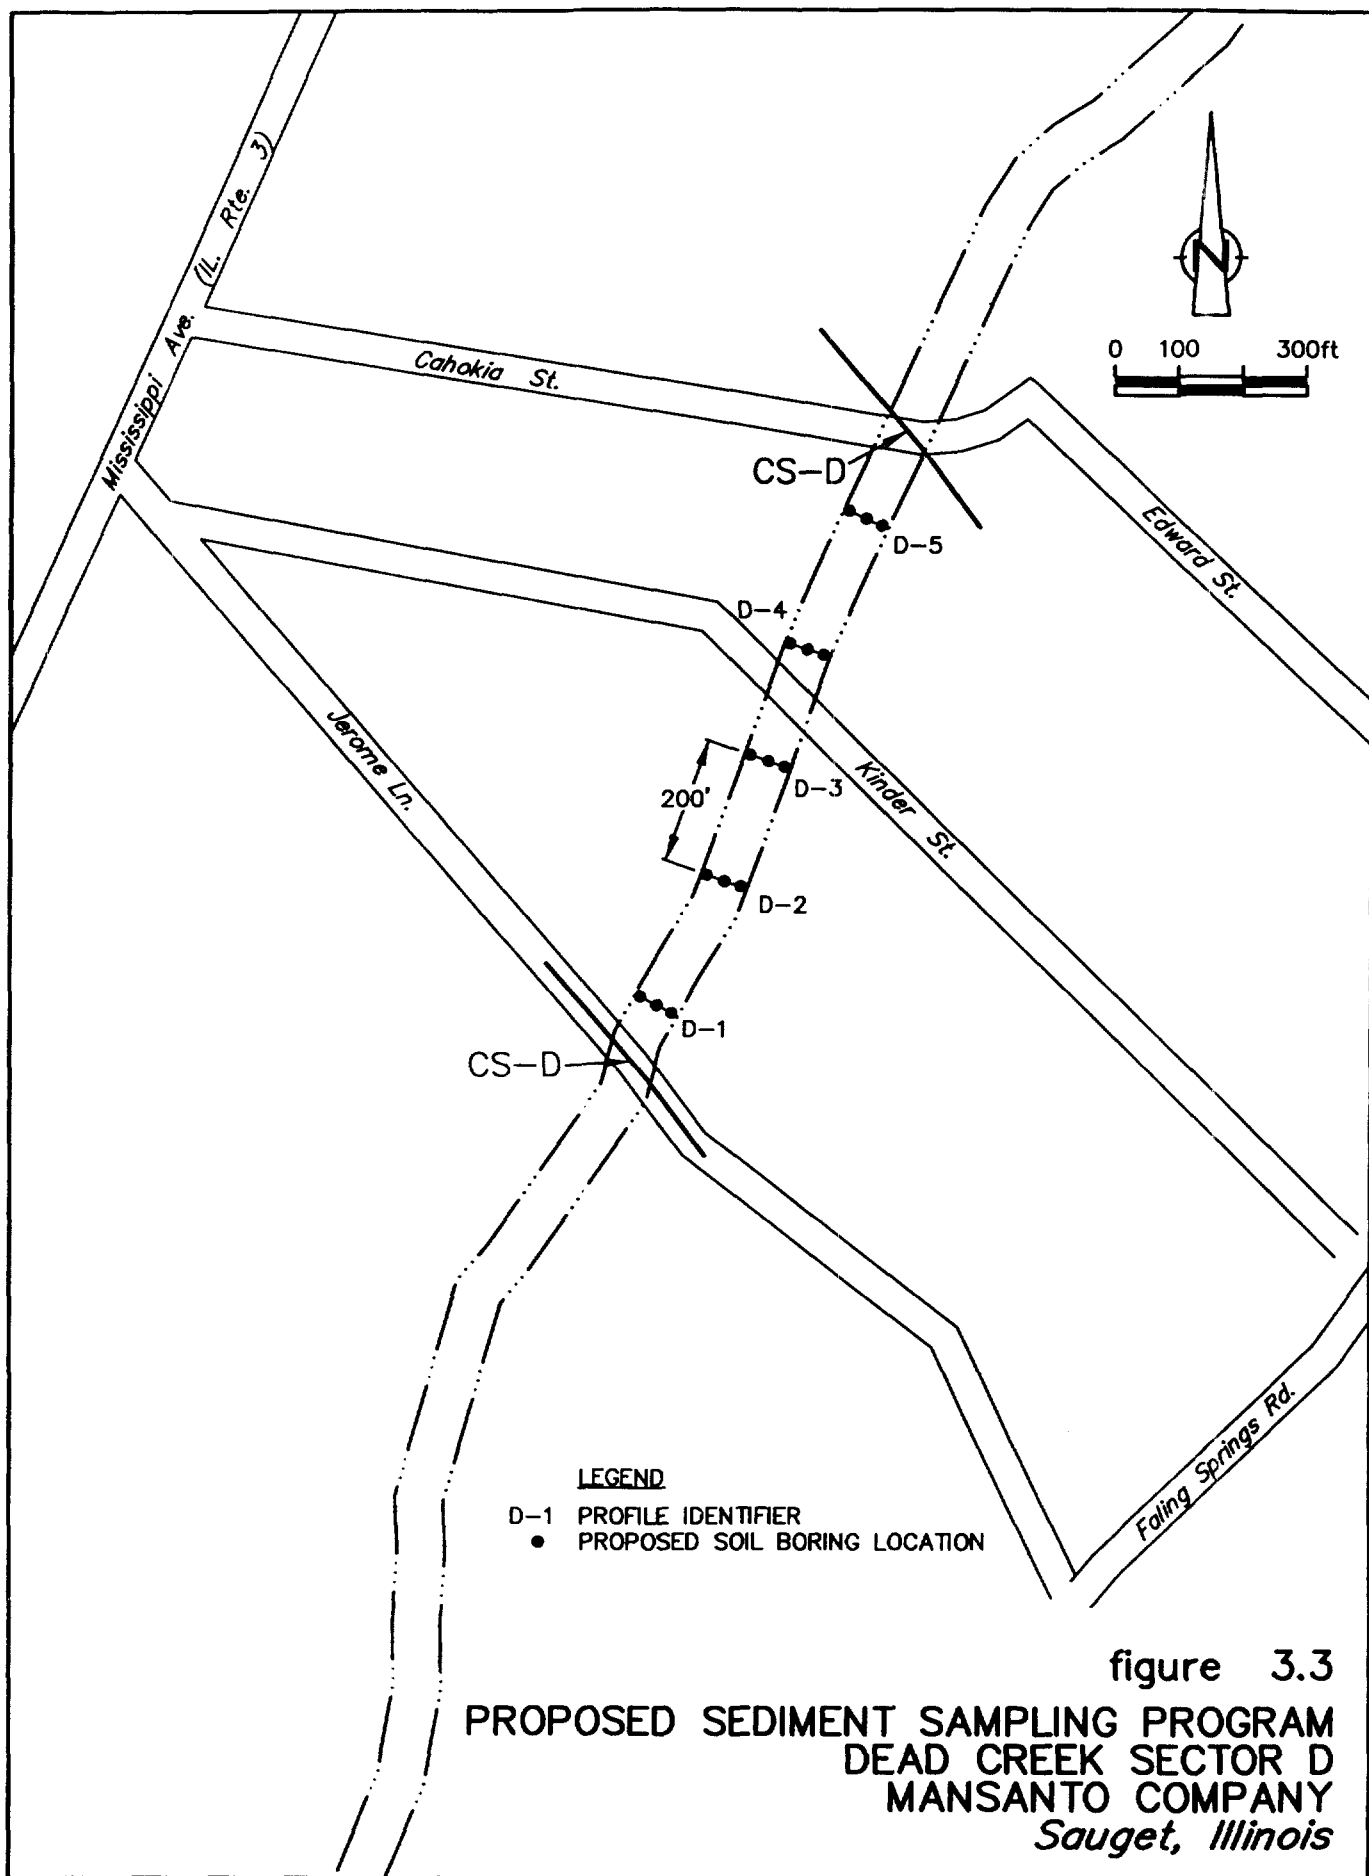 Mississippi Ave. (IL. Rte. 3)
N
0 100 300ft
Cahokia St.
CS-D
Edward St.
D-5
D-4
Jerome Ln.
200'
D-3
Kinder St.
D-2
D-1
CS-D
Faling Springs Rd.
LEGEND
D-1 PROFILE IDENTIFIER
● PROPOSED SOIL BORING LOCATION
figure 3.3
PROPOSED SEDIMENT SAMPLING PROGRAM
DEAD CREEK SECTOR D
MANSANTO COMPANY
Sauget, Illinois